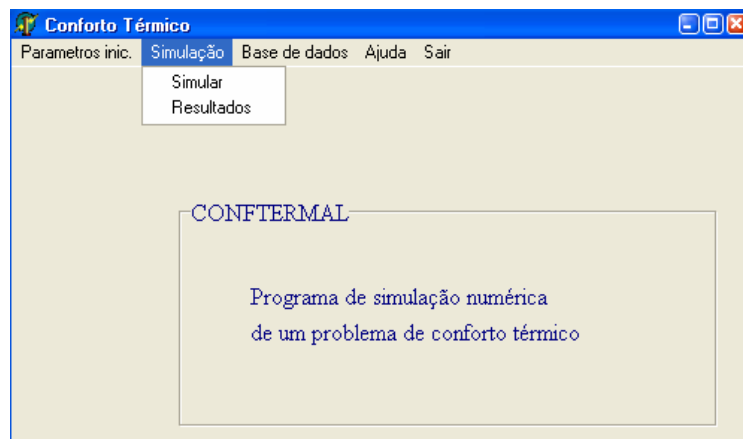 Conforto Térmico
Parametros inic. Simulação Base de dados Ajuda Sair
Simular
Resultados
CONFTERMAL
Programa de simulação numérica
de um problema de conforto térmico